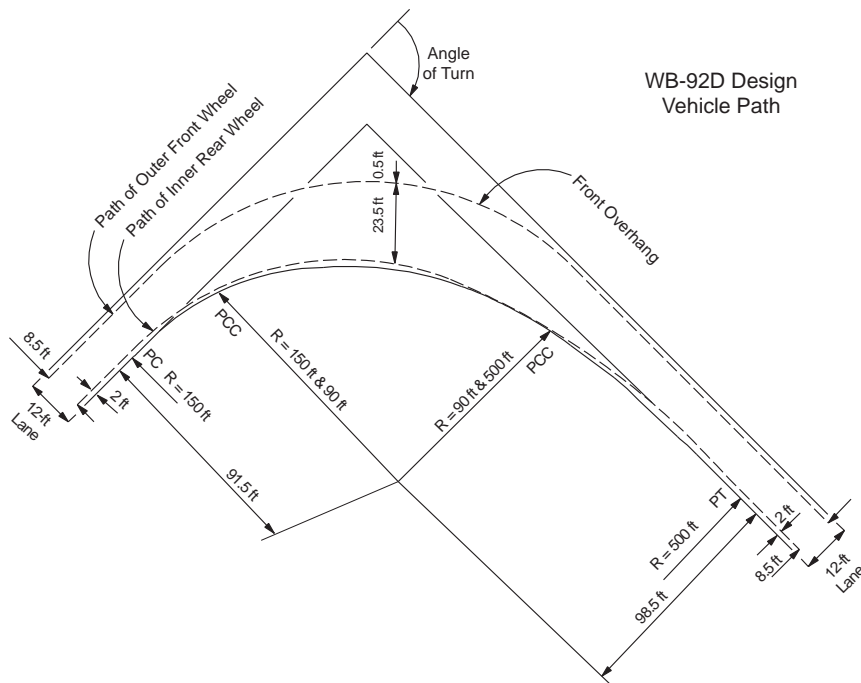 Angle
of Turn
WB-92D Design
Vehicle Path
Path of Outer Front Wheel
Path of Inner Rear Wheel
0.5 ft
23.5 ft
Front Overhang
8.5 ft
12-ft
Lane
2 ft
PC
R = 150 ft
PCC
R = 150 ft & 90 ft
R = 90 ft & 500 ft
PCC
91.5 ft
PT
R = 500 ft
98.5 ft
2 ft
8.5 ft
12-ft
Lane